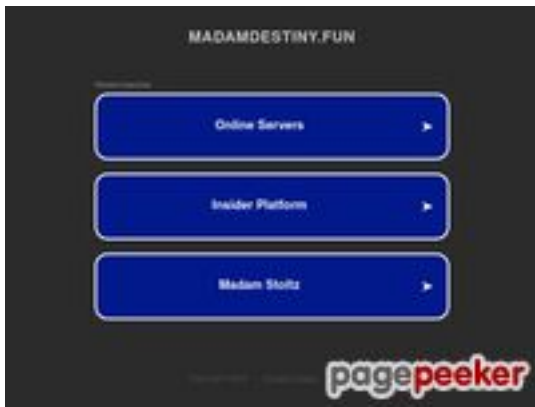 MADAMDESTINY.FUN
Online Servers
Insider Platform
Madam Stoltz
pagepeeker